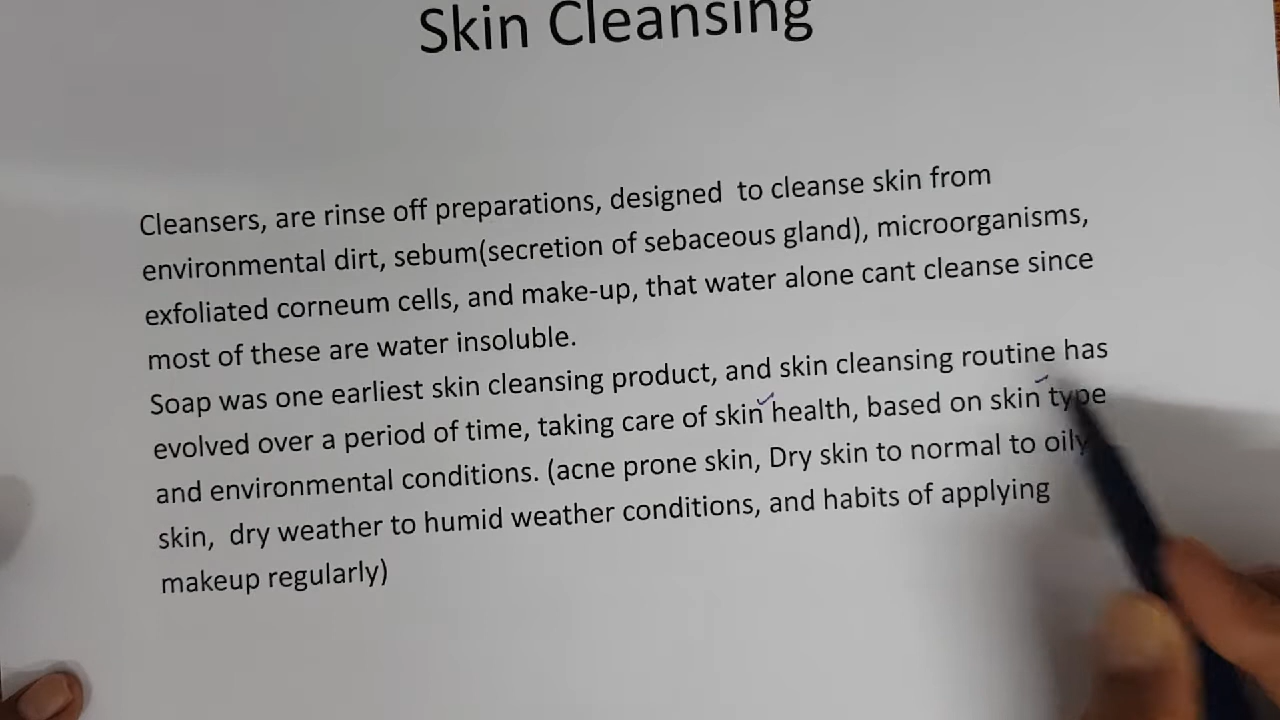 Skin Cleansing
Cleansers, are rinse off preparations, designed to cleanse skin from
environmental dirt, sebum(secretion of sebaceous gland), microorganisms,
exfoliated corneum cells, and make-up, that water alone cant cleanse since
most of these are water insoluble.
Soap was one earliest skin cleansing product, and skin cleansing routine has
evolved over a period of time, taking care of skin health, based on skin type
and environmental conditions. (acne prone skin, Dry skin to normal to oily
skin, dry weather to humid weather conditions, and habits of applying
makeup regularly)